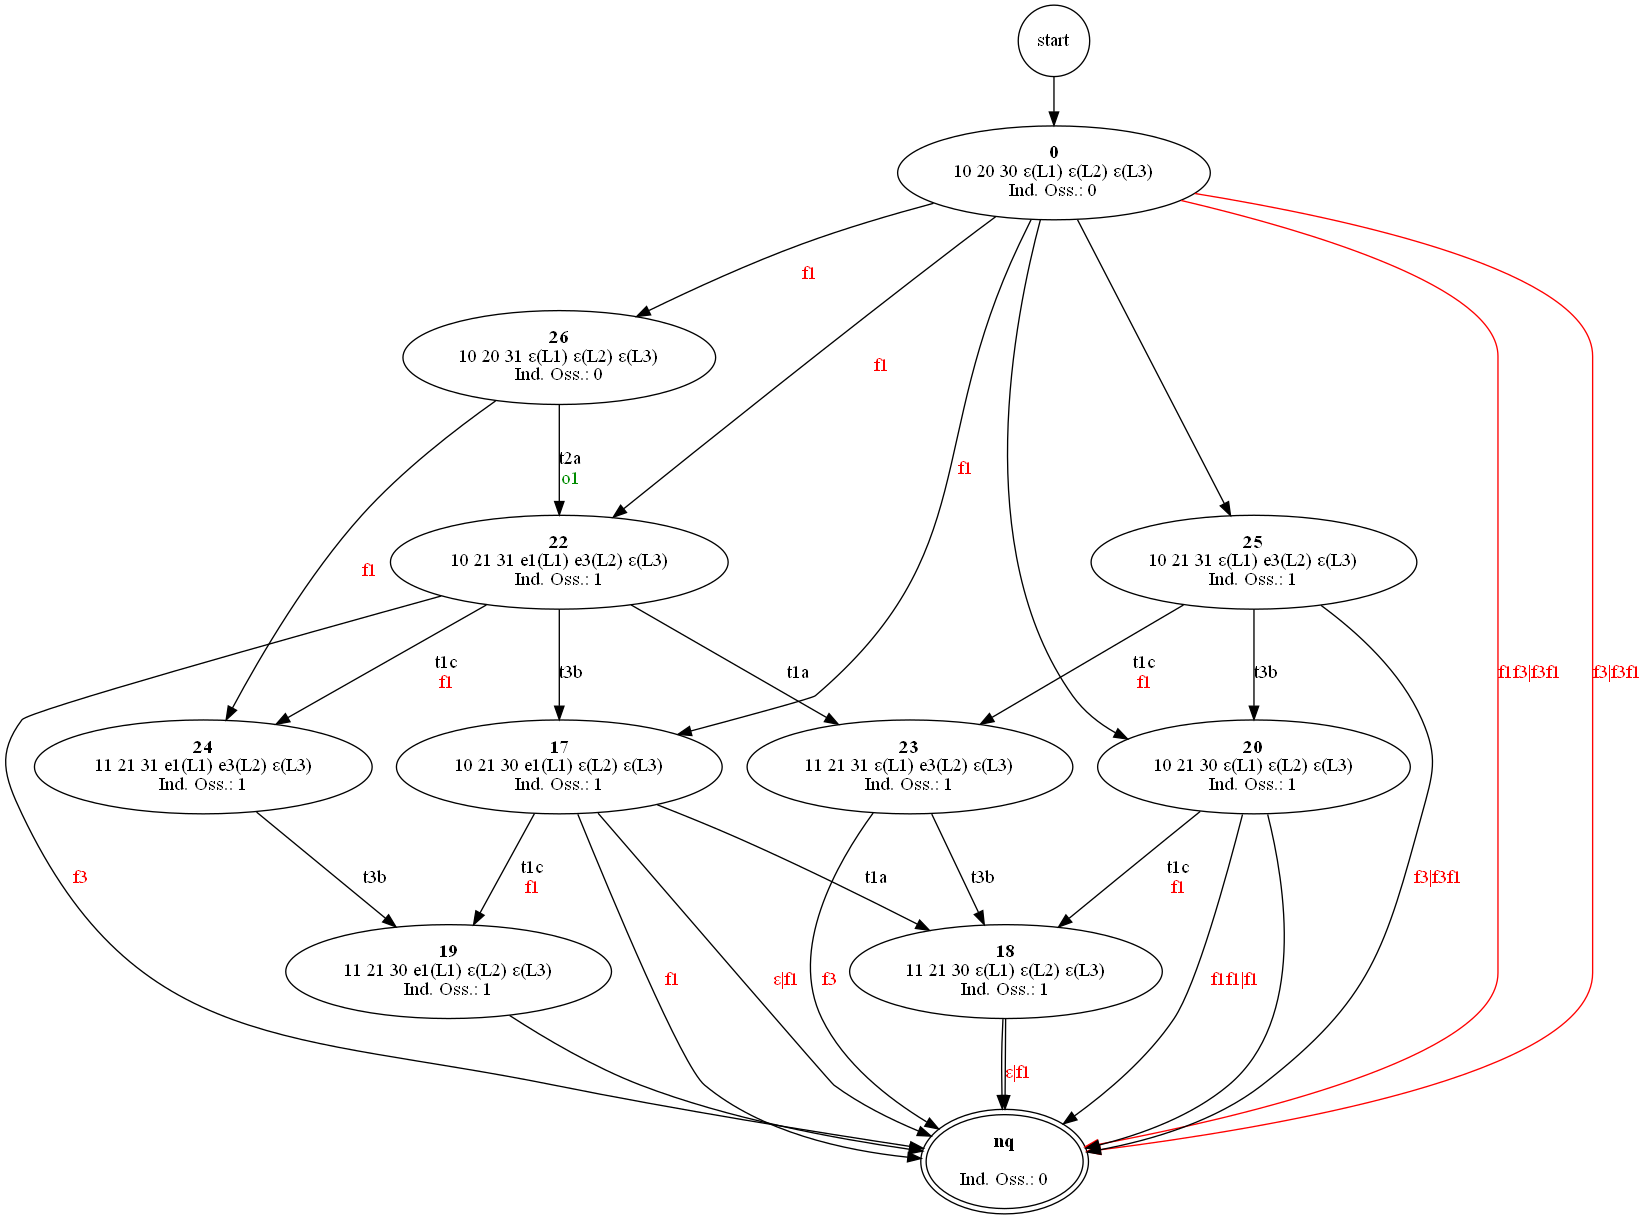 start
0
10 20 30 ε(L1) ε(L2) ε(L3)
Ind. Oss.: 0
f1
26
10 20 31 ε(L1) ε(L2) ε(L3)
Ind. Oss.: 0
f1
f1
t2a
o1
22
10 21 31 e1(L1) e3(L2) ε(L3)
Ind. Oss.: 1
25
10 21 31 ε(L1) e3(L2) ε(L3)
Ind. Oss.: 1
f1
t1c
f1
t3b
t1a
t1c
f1
t3b
f1f3|f3f1
f3|f3f1
24
11 21 31 e1(L1) e3(L2) ε(L3)
Ind. Oss.: 1
17
10 21 30 e1(L1) ε(L2) ε(L3)
Ind. Oss.: 1
23
11 21 31 ε(L1) e3(L2) ε(L3)
Ind. Oss.: 1
20
10 21 30 ε(L1) ε(L2) ε(L3)
Ind. Oss.: 1
f3
t3b
t1c
f1
t1a
t3b
t1c
f1
f3|f3f1
19
11 21 30 e1(L1) ε(L2) ε(L3)
Ind. Oss.: 1
18
11 21 30 ε(L1) ε(L2) ε(L3)
Ind. Oss.: 1
f1
ε|f1
f3
f1f1|f1
ε|f1
nq
Ind. Oss.: 0